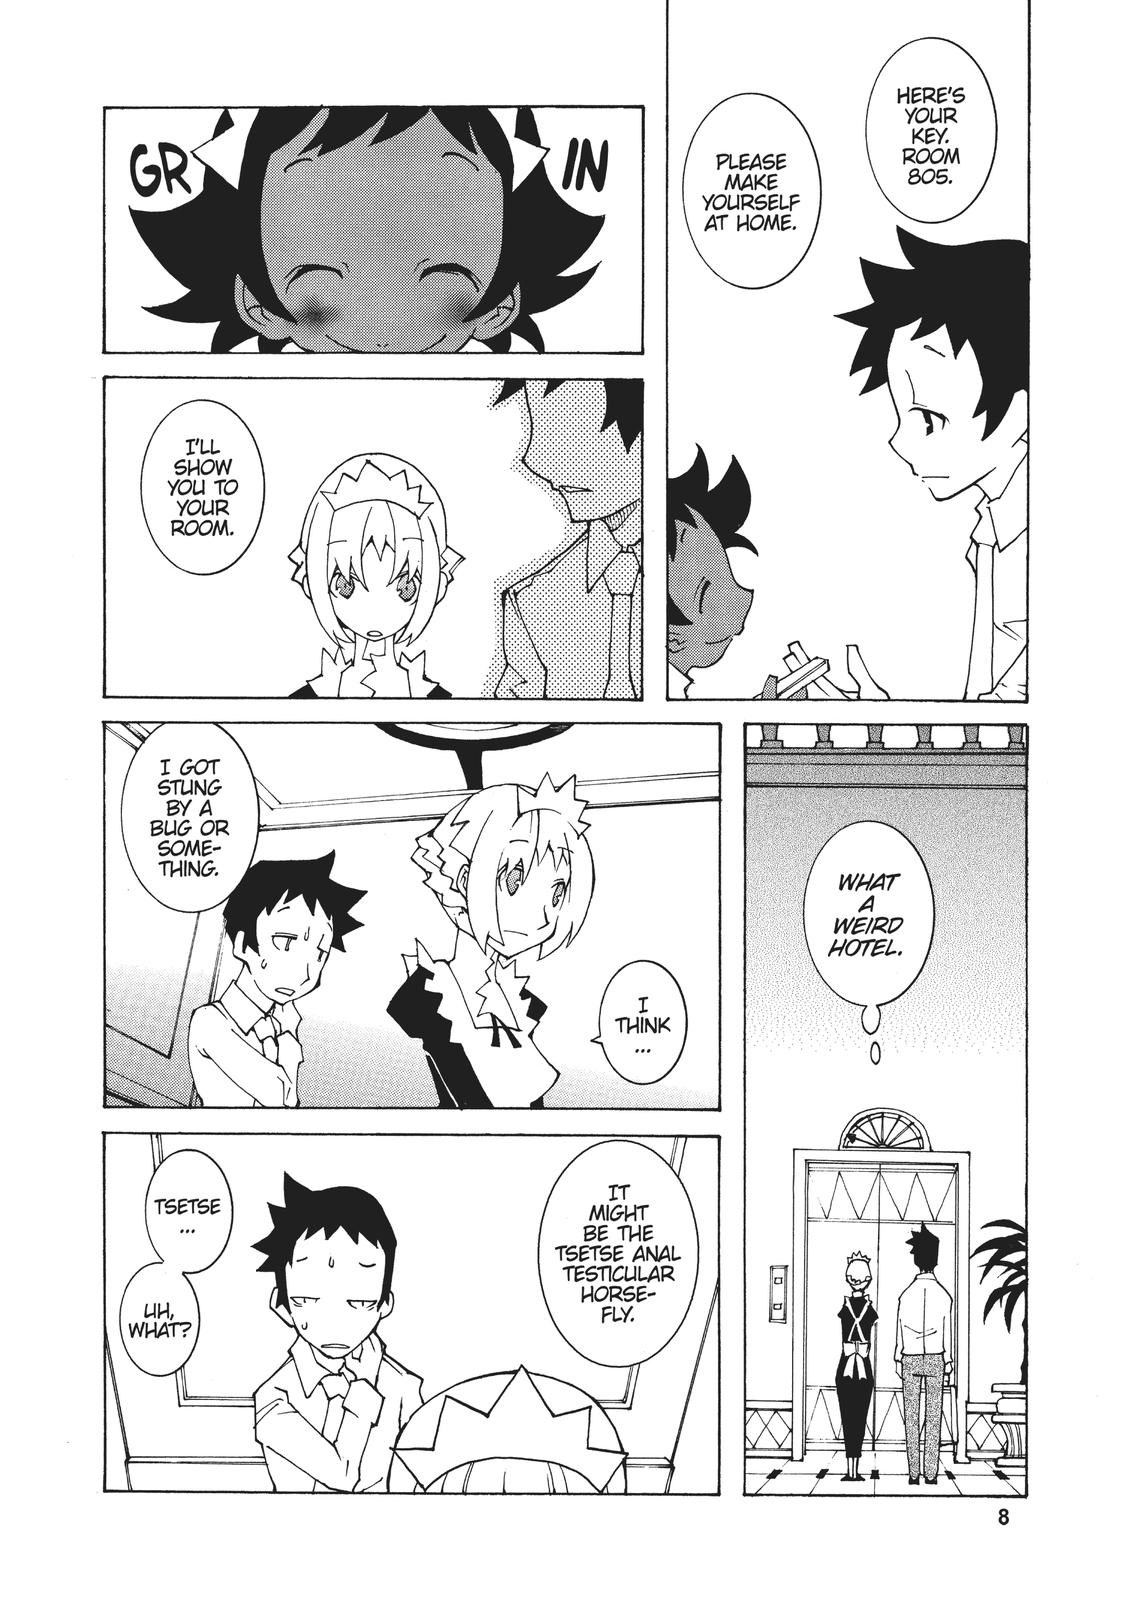 HERE'S
YOUR
KEY.
ROOM
805.
PLEASE
MAKE
YOURSELF
AT HOME.
GRIN
I'LL
SHOW
YOU TO
YOUR
ROOM.
WHAT
A
WEIRD
HOTEL.
I GOT
STUNG
BY A
BUG OR
SOME-
THING.
I
THINK
...
IT
MIGHT
BE THE
TSETSE ANAL
TESTICULAR
HORSE-
FLY.
TSETSE
...
UH,
WHAT?
8